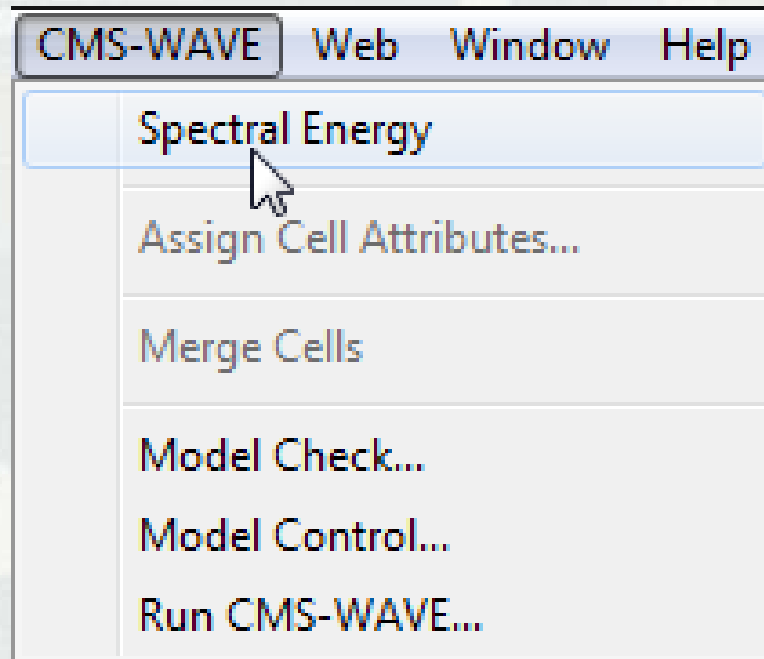 CMS-WAVE Web Window Help
Spectral Energy
Assign Cell Attributes...
Merge Cells
Model Check...
Model Control...
Run CMS-WAVE...